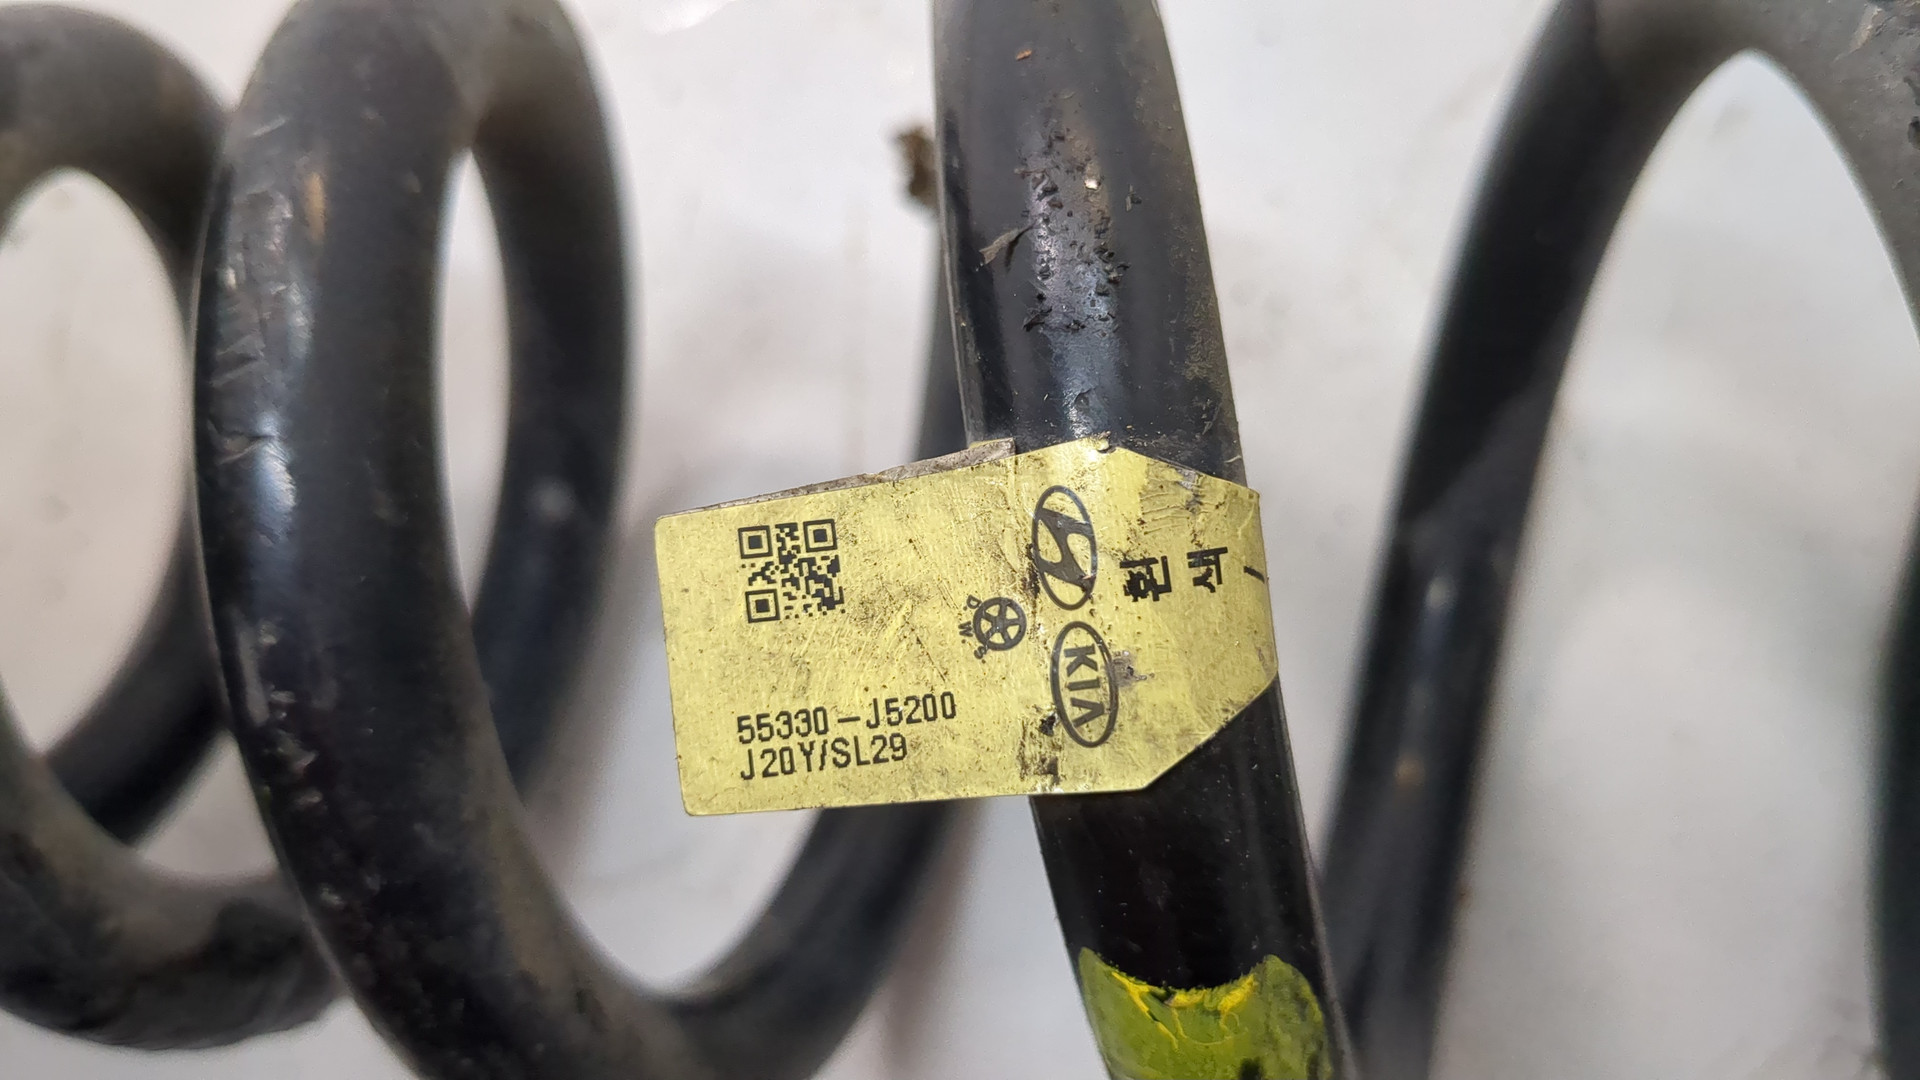 55330-J5200
J20Y/SL29
D.W.S.
KIA
흰색